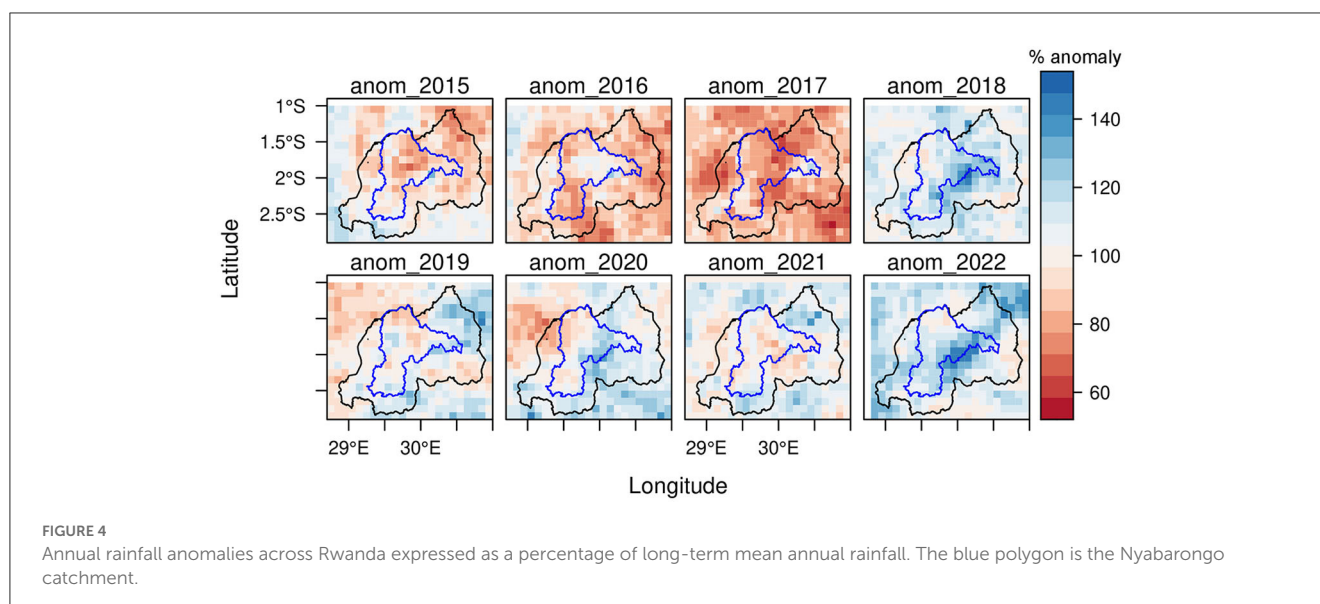 % anomaly
anom_2015 anom_2016 anom_2017 anom_2018
1°S
1.5°S
2°S
2.5°S
140
120
100
80
60
anom_2019 anom_2020 anom_2021 anom_2022
Latitude
29°E 30°E 29°E 30°E
Longitude
FIGURE 4
Annual rainfall anomalies across Rwanda expressed as a percentage of long-term mean annual rainfall. The blue polygon is the Nyabarongo
catchment.